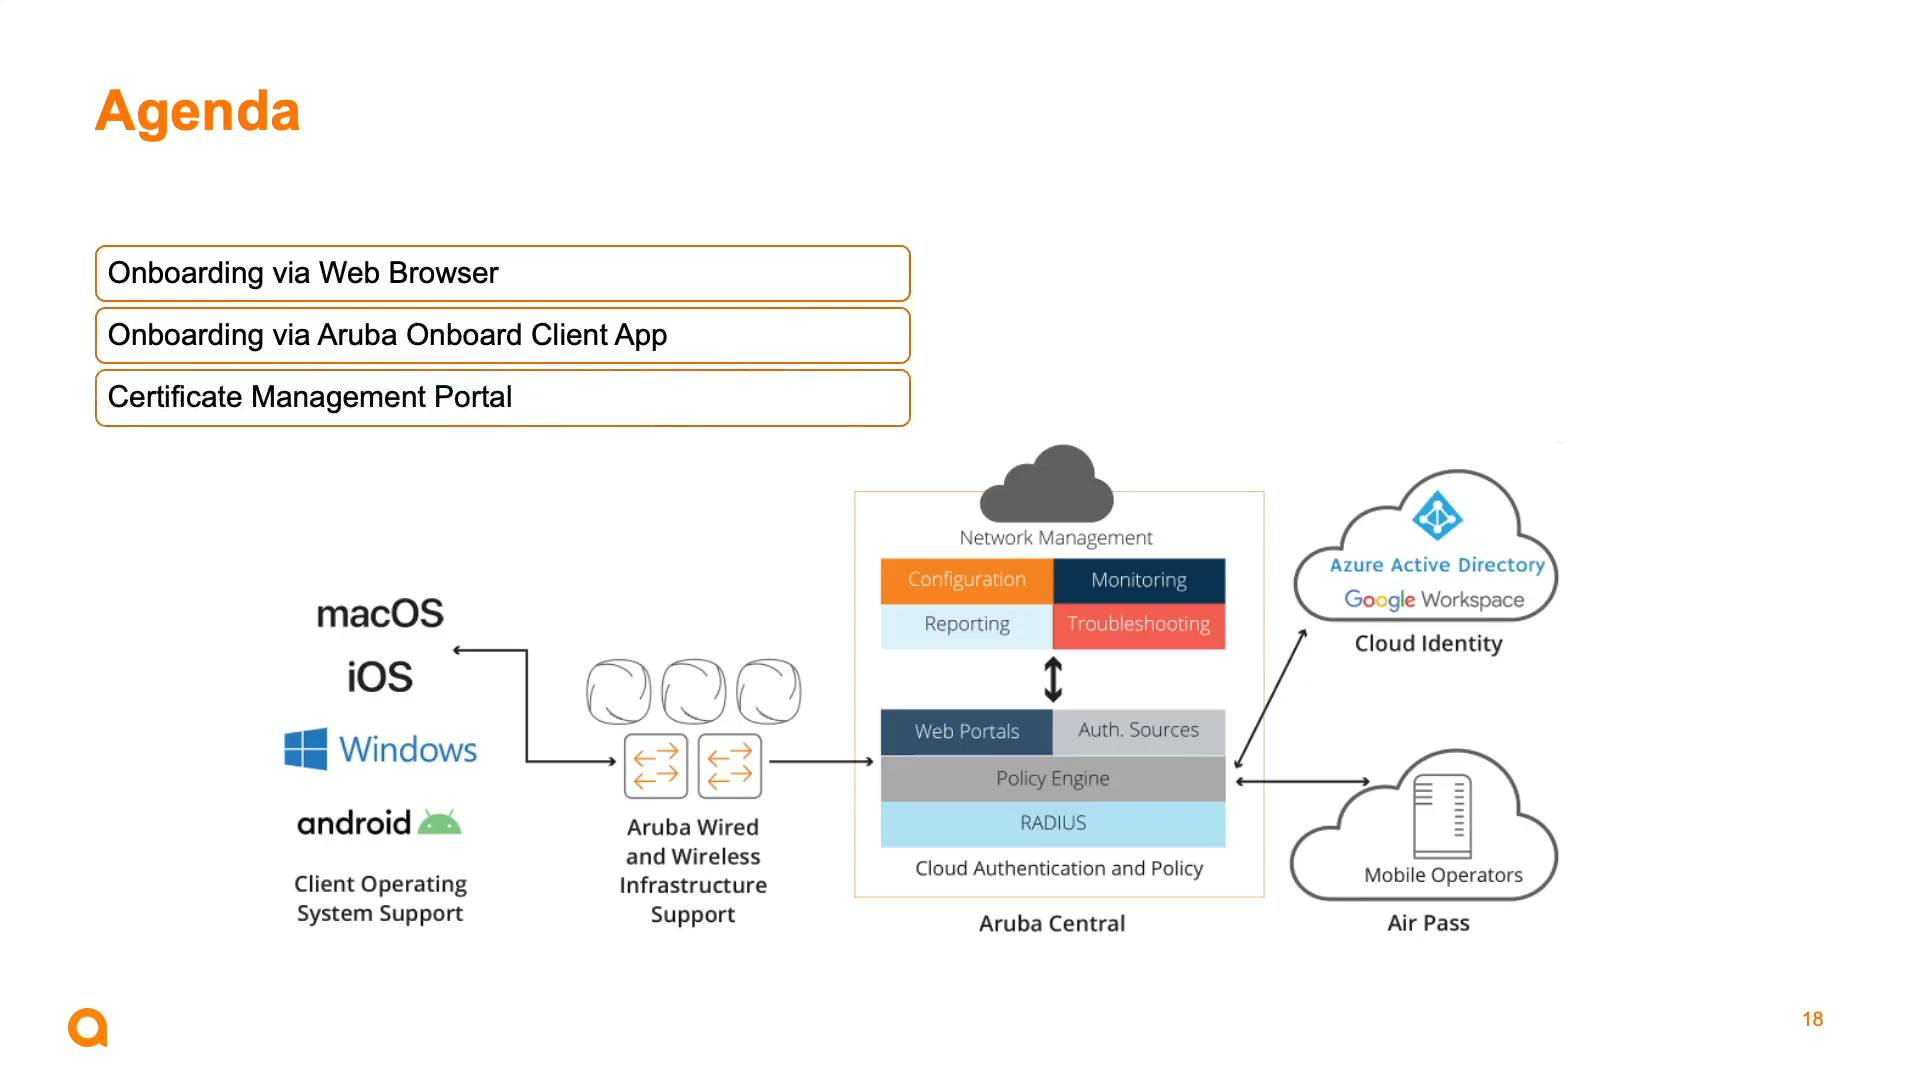 Agenda
Onboarding via Web Browser
Onboarding via Aruba Onboard Client App
Certificate Management Portal
macOS
iOS
Windows
android
Client Operating
System Support
Aruba Wired
and Wireless
Infrastructure
Support
Network Management
Configuration
Monitoring
Reporting
Troubleshooting
Web Portals
Auth. Sources
Policy Engine
RADIUS
Cloud Authentication and Policy
Aruba Central
Azure Active Directory
Google Workspace
Cloud Identity
Mobile Operators
Air Pass
18